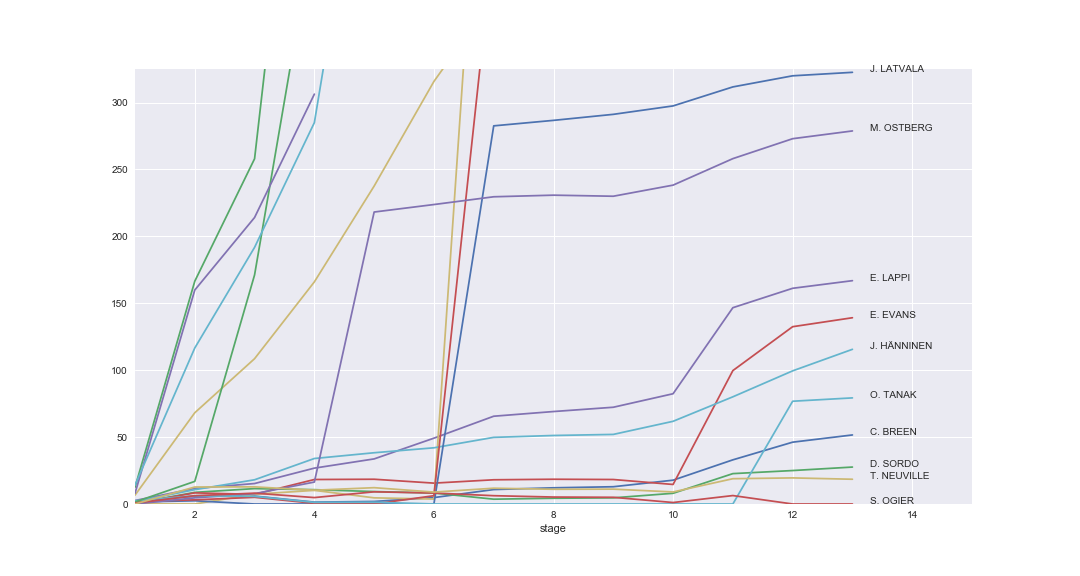 J. LATVALA
300
M. OSTBERG
250
200
150
E. LAPPI
E. EVANS
J. HÄNNINEN
100
O. TANAK
50
C. BREEN
D. SORDO
T. NEUVILLE
0
S. OGIER
2 4 6 8 10 12 14
stage